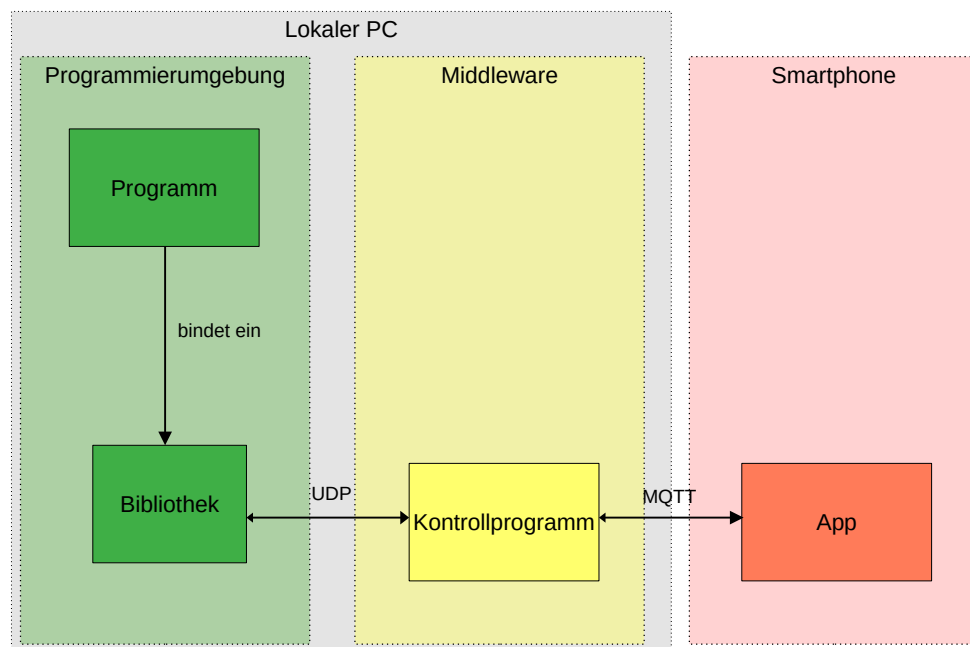 Lokaler PC
Programmierumgebung
Middleware
Smartphone
Programm
bindet ein
Bibliothek
UDP
Kontrollprogramm
MQTT
App